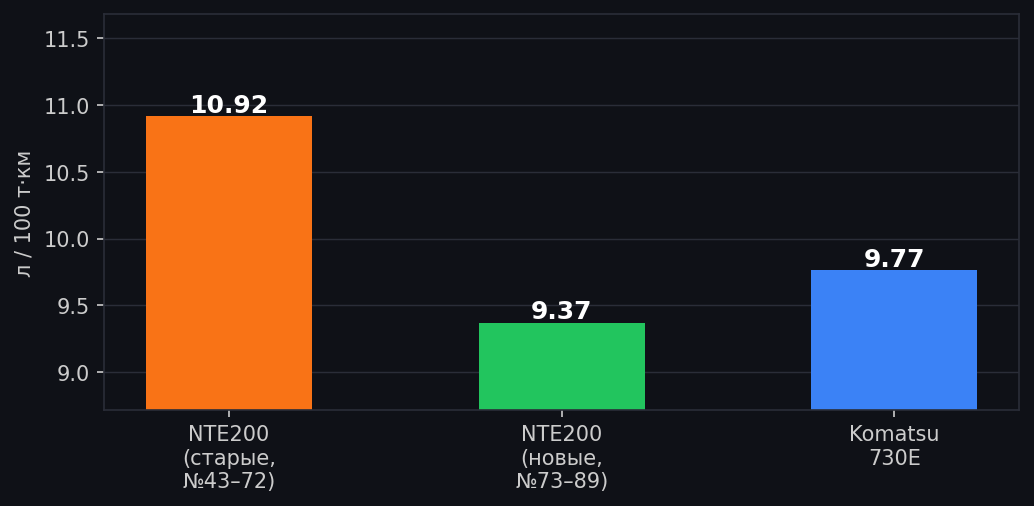 л / 100 т·км
11.5
11.0
10.5
10.0
9.5
9.0
10.92
9.37
9.77
NTE200
(старые,
№43–72)
NTE200
(новые,
№73–89)
Komatsu
730E